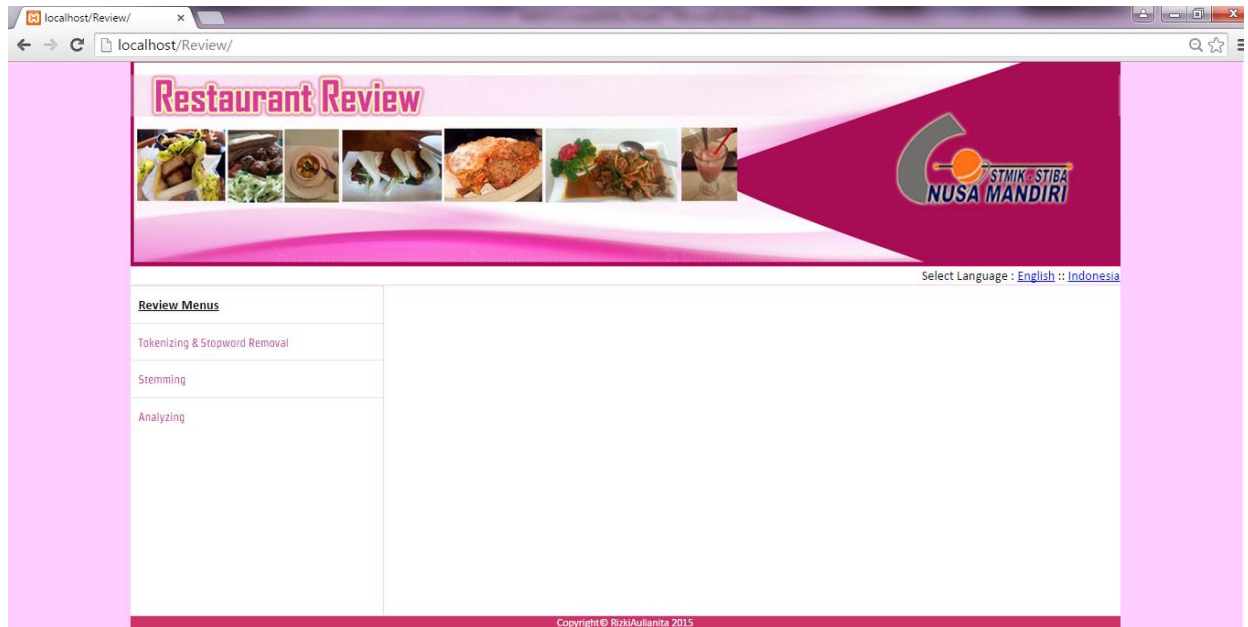 localhost/Review/
localhost/Review/
Restaurant Review
STMIK - STIBA
NUSA MANDIRI
Select Language : English :: Indonesia
Review Menus
Tokenizing & Stopword Removal
Stemming
Analyzing
Copyright© RizkiAulianita 2015